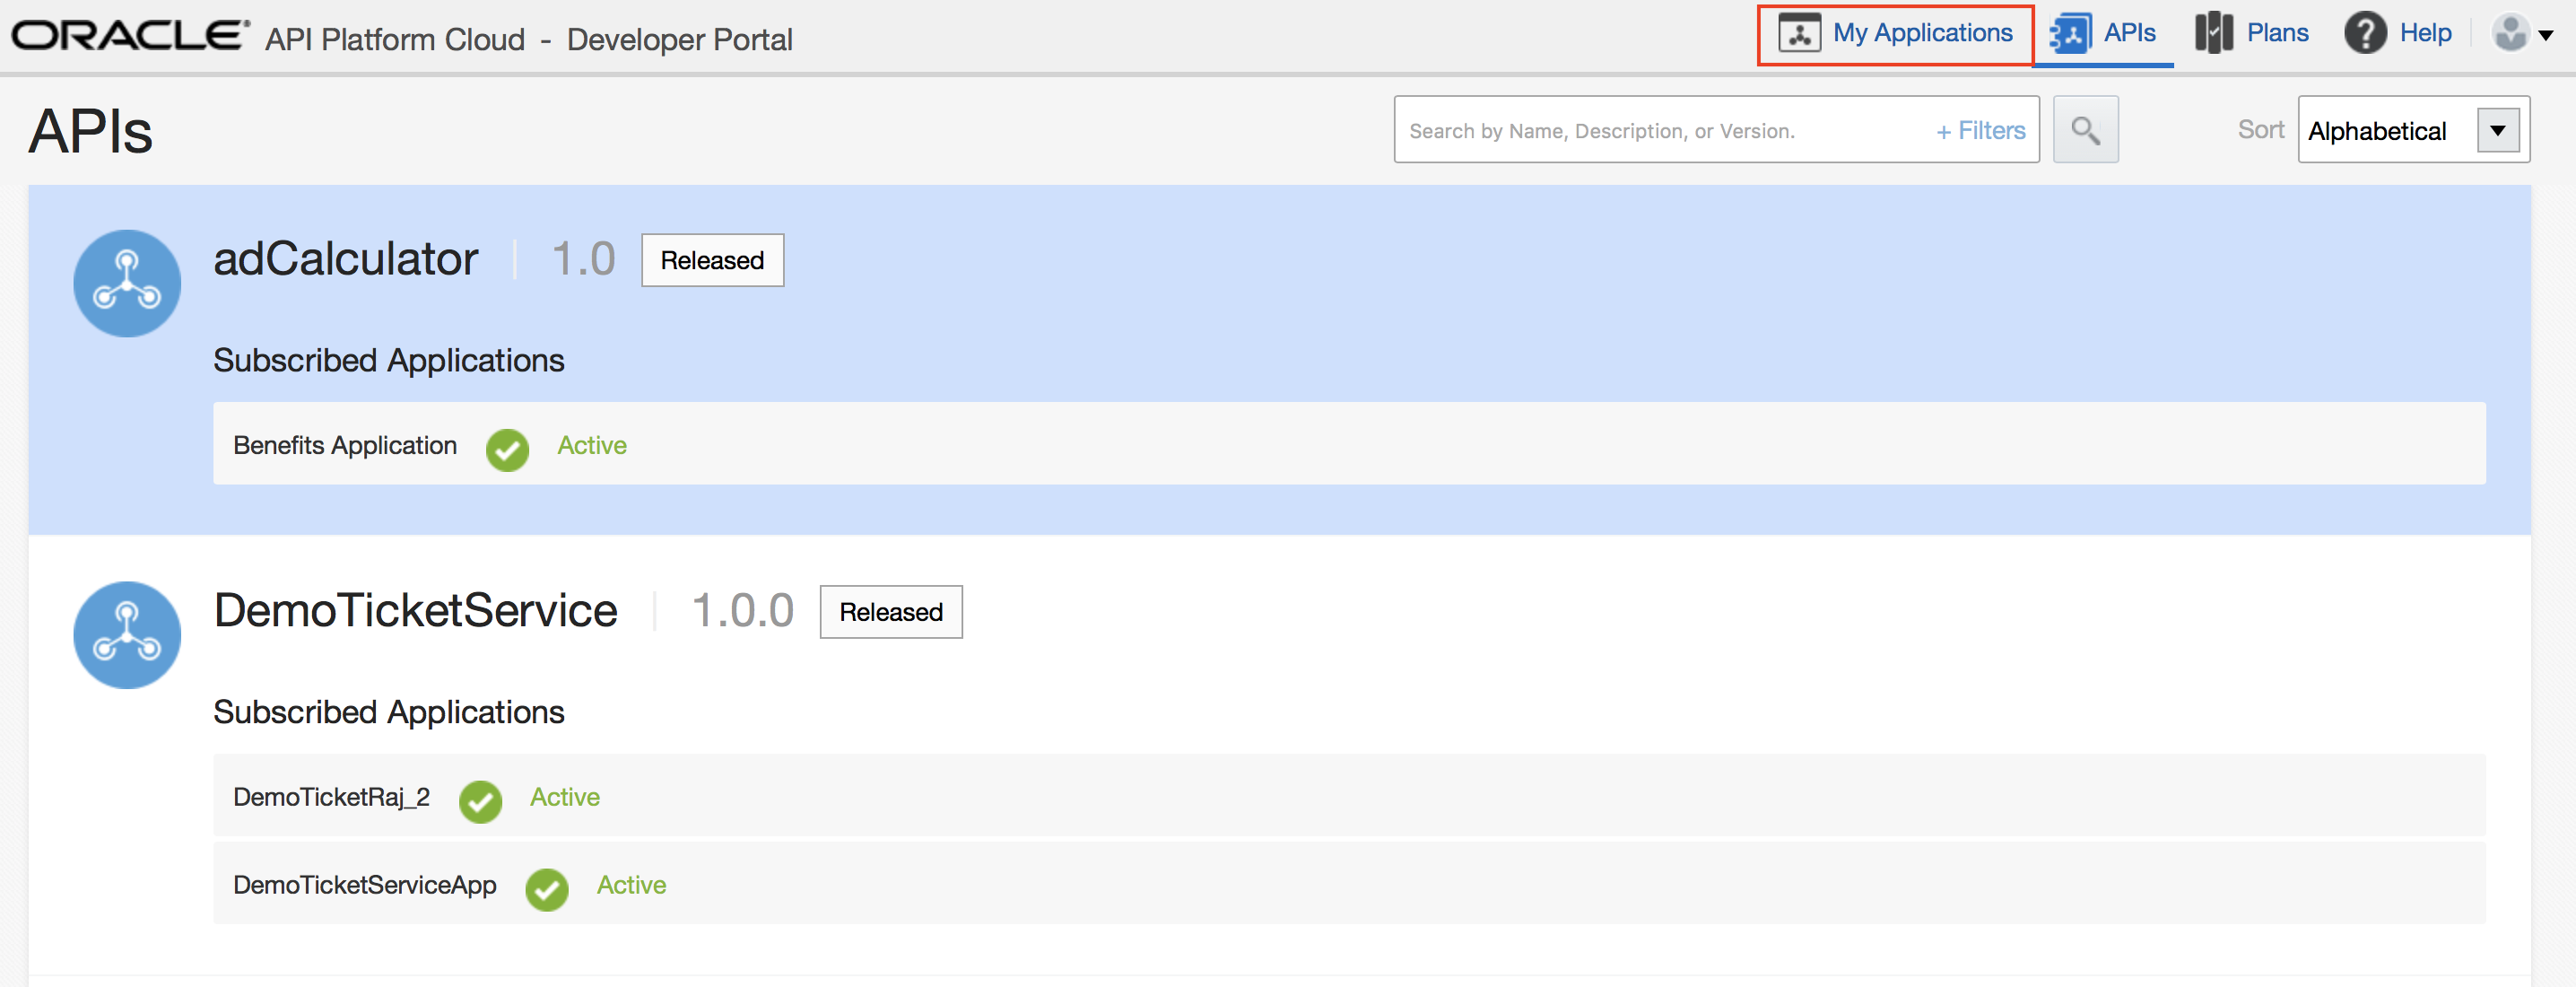 ORACLE® API Platform Cloud - Developer Portal My Applications APIs Plans ? Help
APIs Search by Name, Description, or Version. + Filters Sort Alphabetical
adCalculator 1.0 Released
Subscribed Applications
Benefits Application Active
DemoTicketService 1.0.0 Released
Subscribed Applications
DemoTicketRaj_2 Active
DemoTicketServiceApp Active